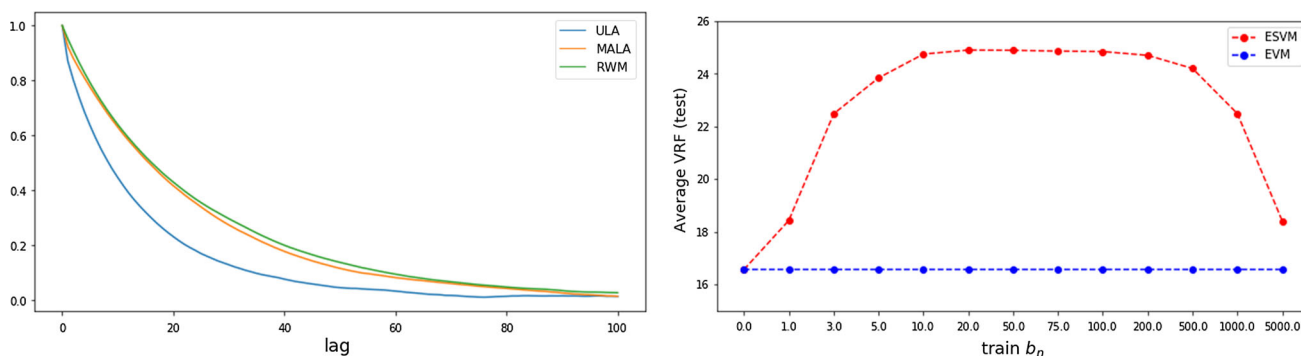 1.0
0.8
0.6
0.4
0.2
0.0
0 20 40 60 80 100
lag
ULA
MALA
RWM
26
24
22
20
18
16
Average VRF (test)
0.0 1.0 3.0 5.0 10.0 20.0 50.0 75.0 100.0 200.0 500.0 1000.0 5000.0
train bₙ
ESVM
EVM